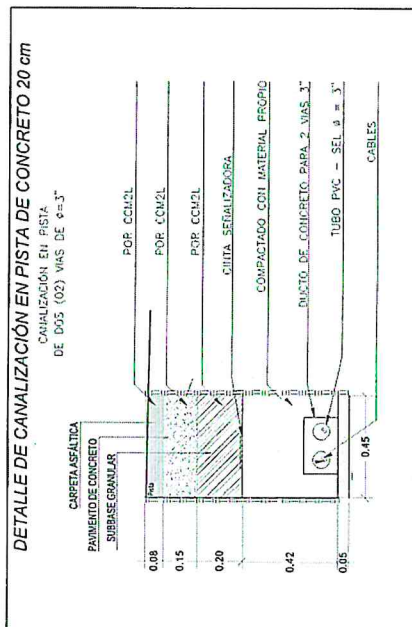 DETALLE DE CANALIZACIÓN EN PISTA DE CONCRETO 20 cm
CANALIZACIÓN EN PISTA
DE DOS (02) VIAS DE ø=3"
CARPETA ASFÁLTICA
PAVIMENTO DE CONCRETO
SUBBASE GRANULAR
Pista
POR CCM2L
POR CCM2L
POR CCM2L
CINTA SEÑALIZADORA
COMPACTADO CON MATERIAL PROPIO
DUCTO DE CONCRETO PARA 2 VIAS 3"
TUBO PVC - SEL ø = 3"
CABLES
0.08
0.15
0.20
0.42
0.05
0.45